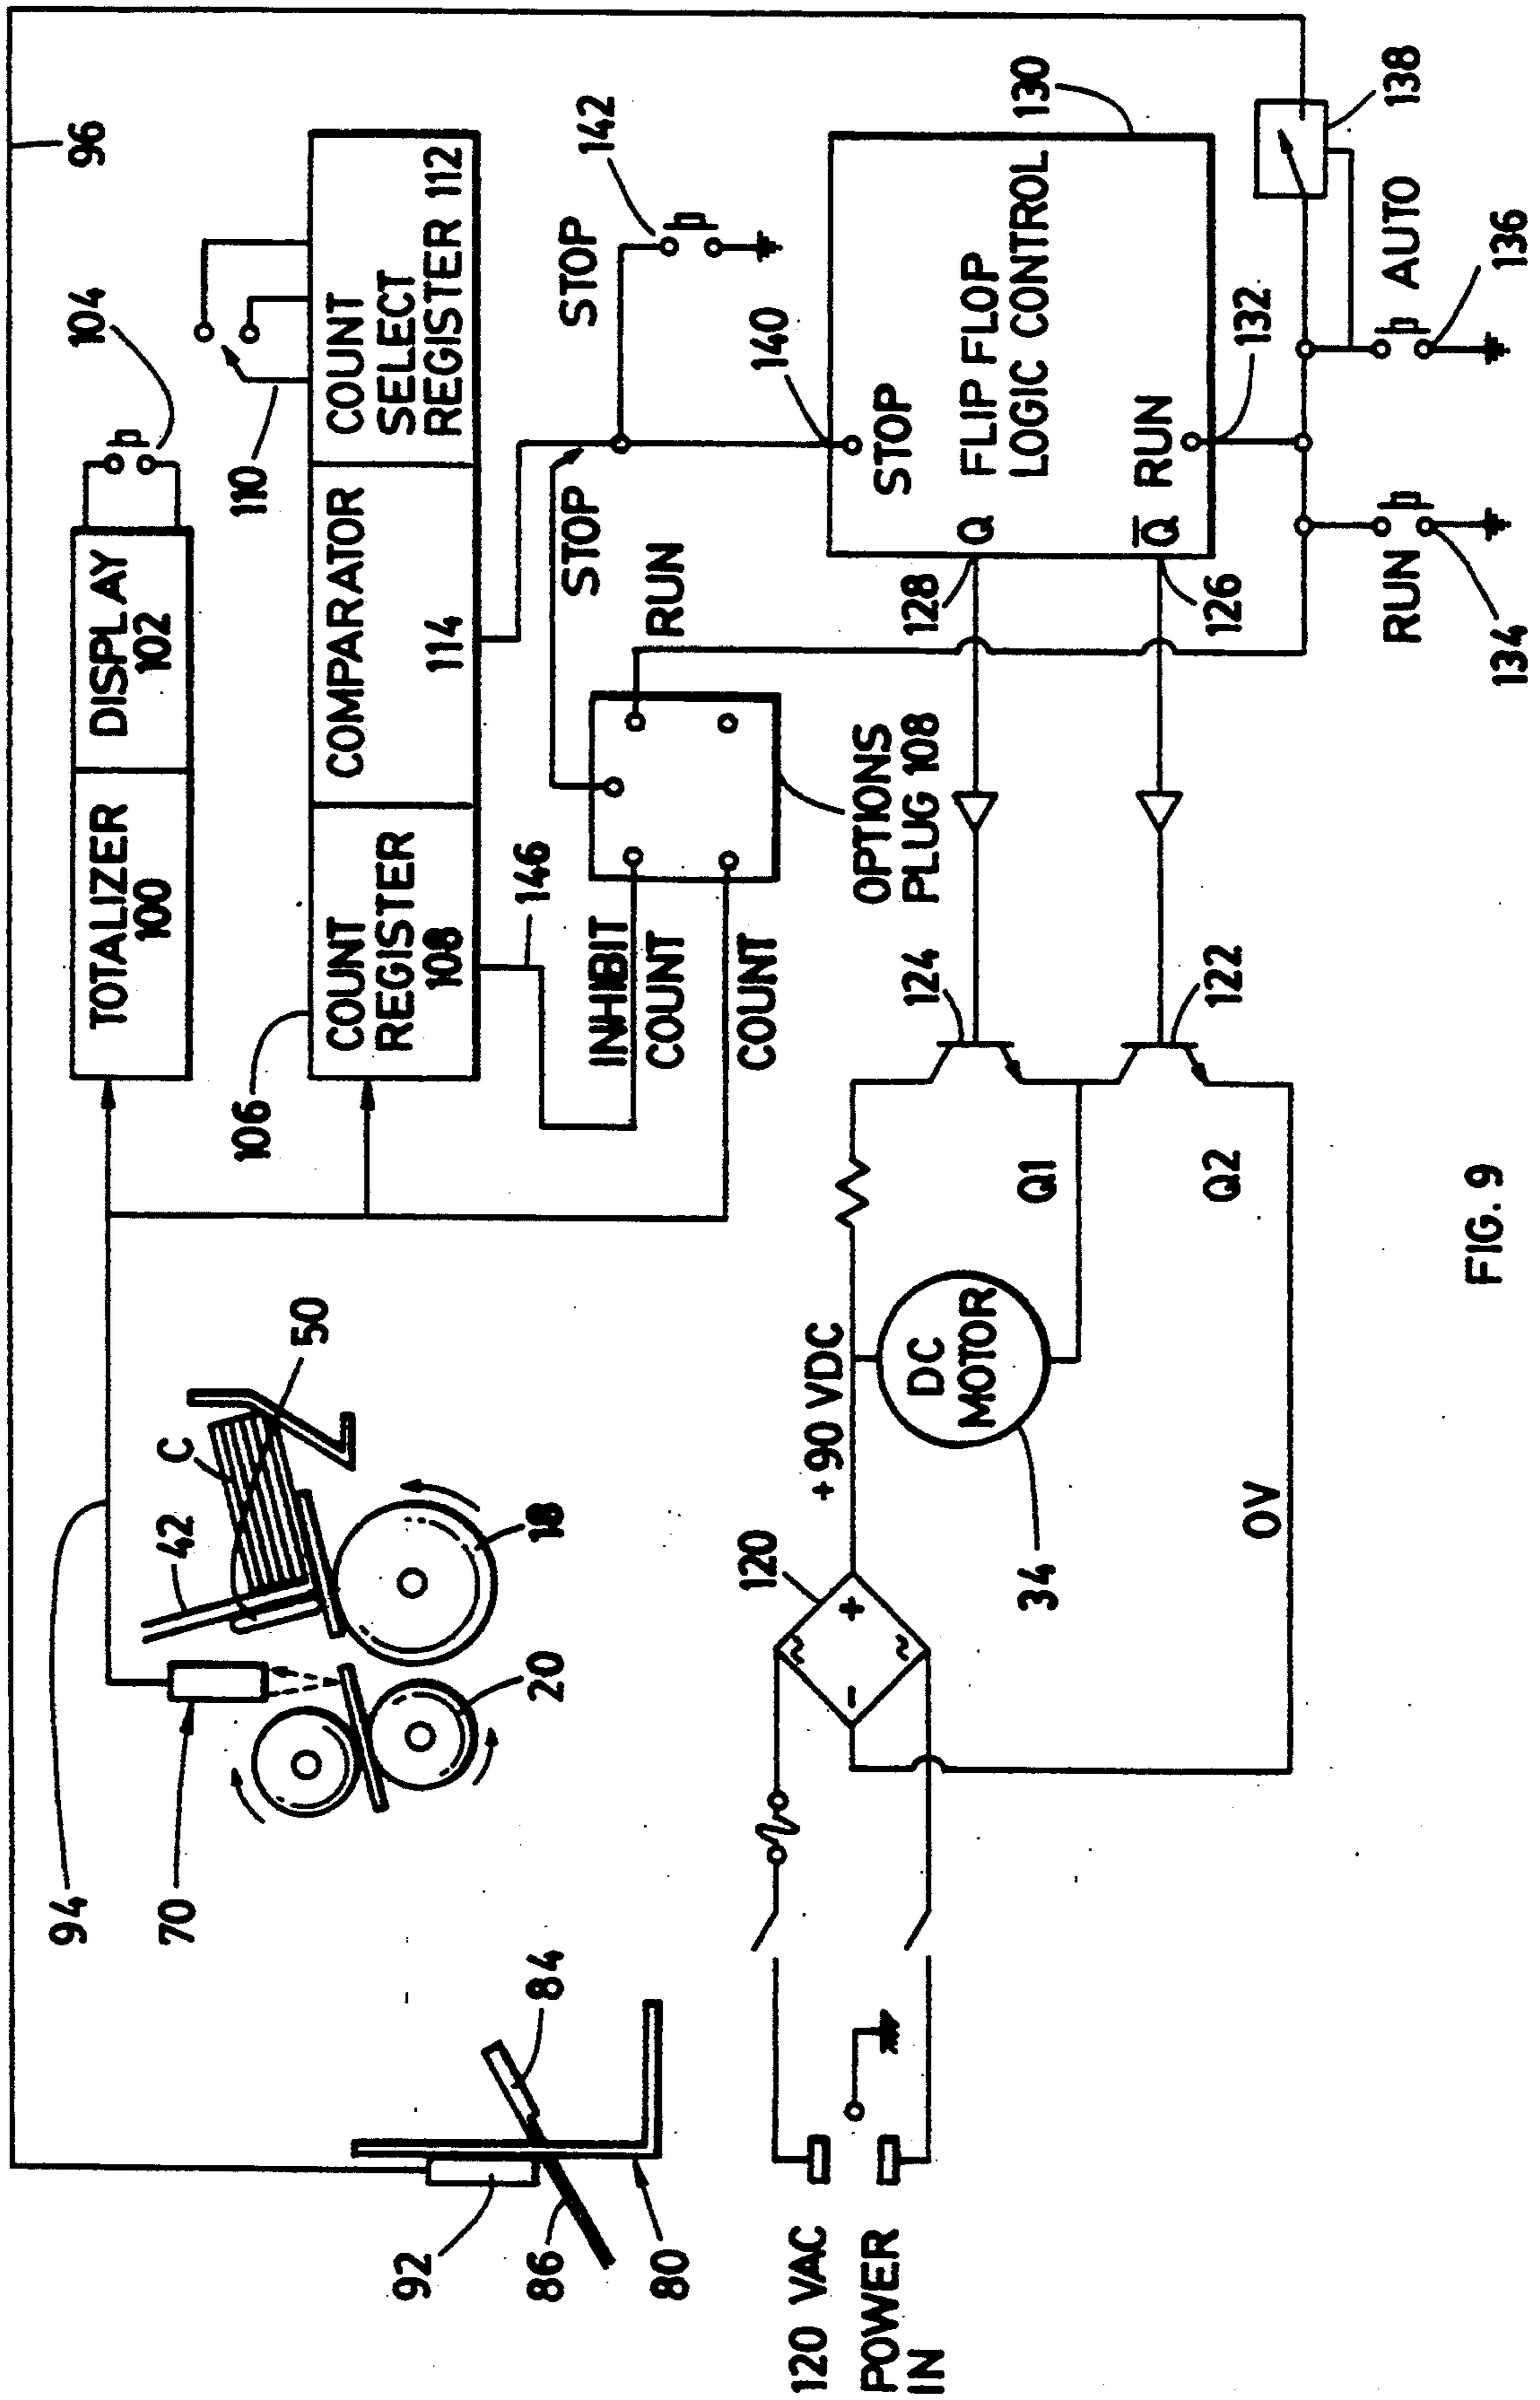 96
104
TOTALIZER
100
DISPLAY
102
106
COUNT
REGISTER
108
COMPARATOR
114
COUNT
SELECT
REGISTER 112
110
94
70
42
C
50
18
20
146
INHIBIT
COUNT
COUNT
STOP
RUN
OPTIONS
PLUG 108
STOP
142
140
STOP
FLIP FLOP
LOGIC CONTROL
Q
Q̅
RUN
130
128
126
132
138
AUTO
136
RUN
134
92
86
84
80
120 VAC
POWER
IN
120
+
−
~
~
+90 VDC
DC
MOTOR
34
0V
Q1
Q2
124
122
FIG. 9